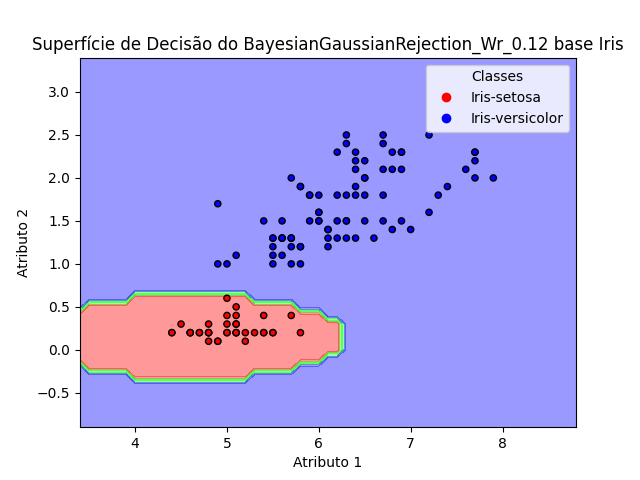 Superfície de Decisão do BayesianGaussianRejection_Wr_0.12 base Iris
Classes
Iris-setosa
Iris-versicolor
Atributo 2
3.0
2.5
2.0
1.5
1.0
0.5
0.0
−0.5
4 5 6 7 8
Atributo 1